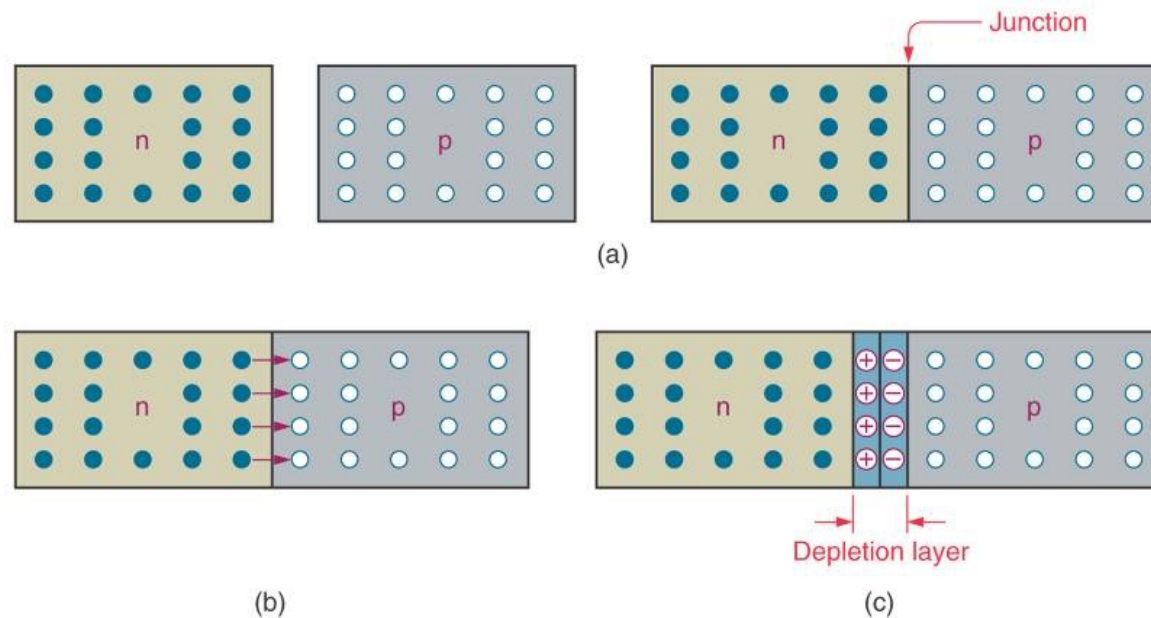 Junction
n
p
n
p
(a)
n
p
n
+ −
+ −
+ −
+ −
p
Depletion layer
(b)
(c)